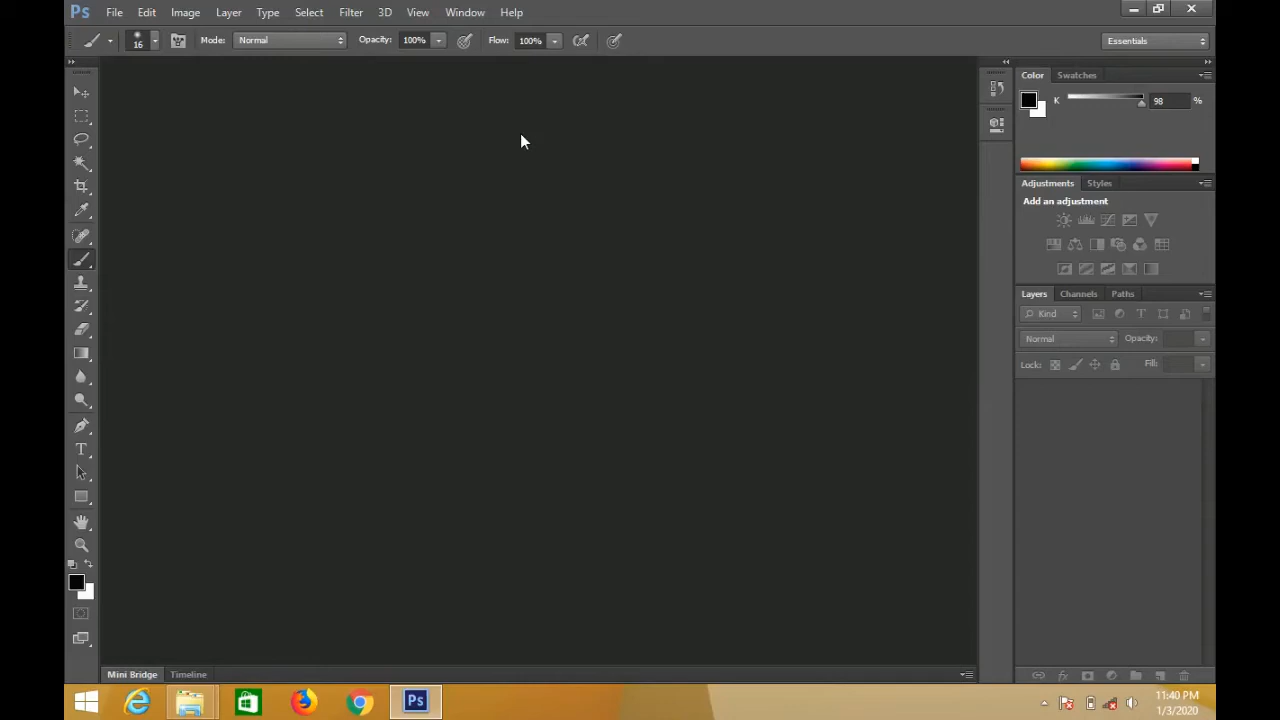 Ps File Edit Image Layer Type Select Filter 3D View Window Help
16 Mode: Normal Opacity: 100% Flow: 100% Essentials
Color Swatches
K 98 %
Adjustments Styles
Add an adjustment
Layers Channels Paths
Kind
Normal Opacity:
Lock: Fill:
Mini Bridge Timeline
Ps
11:40 PM
1/3/2020